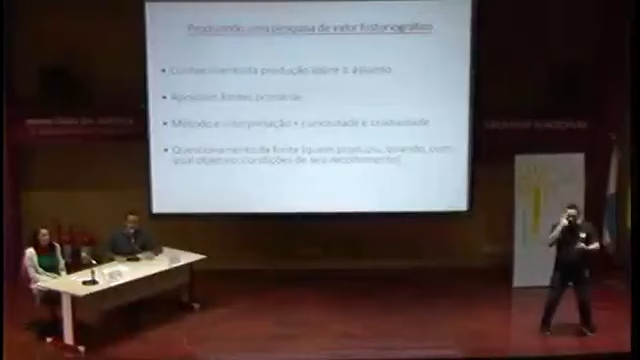 Produzindo uma pesquisa de valor historiográfico
• Conhecimento da produção sobre o assunto
• Apoio em fontes primárias
• Método e interpretação + curiosidade e criatividade
• Questionamento da fonte (quem produziu, quando, com
qual objetivo, condições de seu recolhimento)